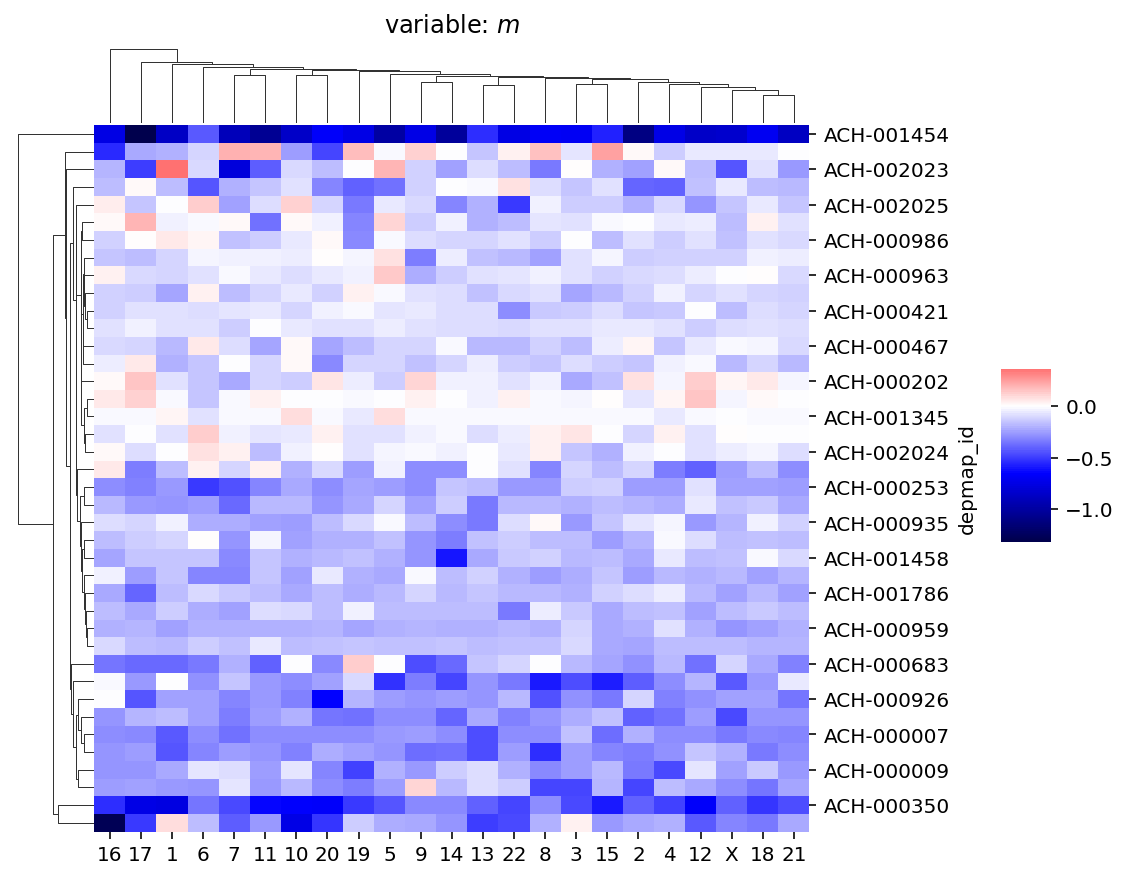 variable: m
ACH-001454
ACH-002023
ACH-002025
ACH-000986
ACH-000963
ACH-000421
ACH-000467
ACH-000202
ACH-001345
ACH-002024
ACH-000253
ACH-000935
ACH-001458
ACH-001786
ACH-000959
ACH-000683
ACH-000926
ACH-000007
ACH-000009
ACH-000350
depmap_id
0.0
−0.5
−1.0
16 17 1 6 7 11 10 20 19 5 9 14 13 22 8 3 15 2 4 12 X 18 21